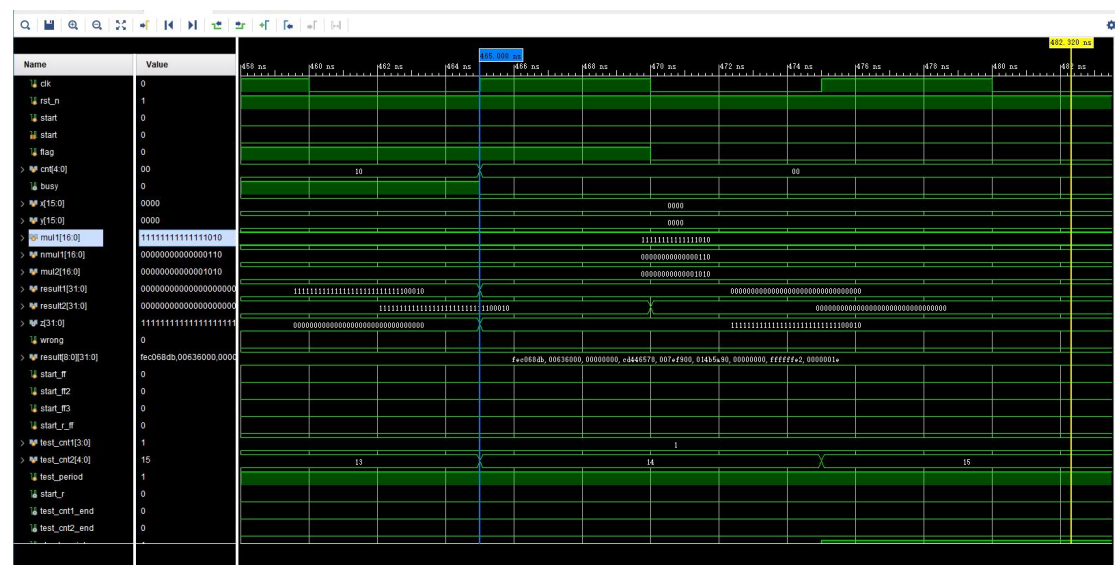 482.320 ns
465.000 ns
Name Value 458 ns 460 ns 462 ns 464 ns 466 ns 468 ns 470 ns 472 ns 474 ns 476 ns 478 ns 480 ns 482 ns
clk 0
rst_n 1
start 0
start 0
flag 0
cnt[4:0] 00 10 00
busy 0
x[15:0] 0000 0000
y[15:0] 0000 0000
mul1[16:0] 11111111111111010 11111111111111010
nmul1[16:0] 00000000000000110 00000000000000110
mul2[16:0] 00000000000001010 00000000000001010
result1[31:0] 11111111111111111111111111100010 00000000000000000000000000000000
result2[31:0] 11111111111111111111111111100010 00000000000000000000000000000000
z[31:0] 00000000000000000000000000000000 11111111111111111111111111100010
wrong 0
result[8:0][31:0] fec068db,00636000,0000 fec068db,00636000,00000000,cd446578,007ef900,014b5a90,00000000,ffffffe2,0000001e
start_ff 0
start_ff2 0
start_ff3 0
start_r_ff 0
test_cnt1[3:0] 1 1
test_cnt2[4:0] 15 13 14 15
test_period 1
start_r 0
test_cnt1_end 0
test_cnt2_end 0